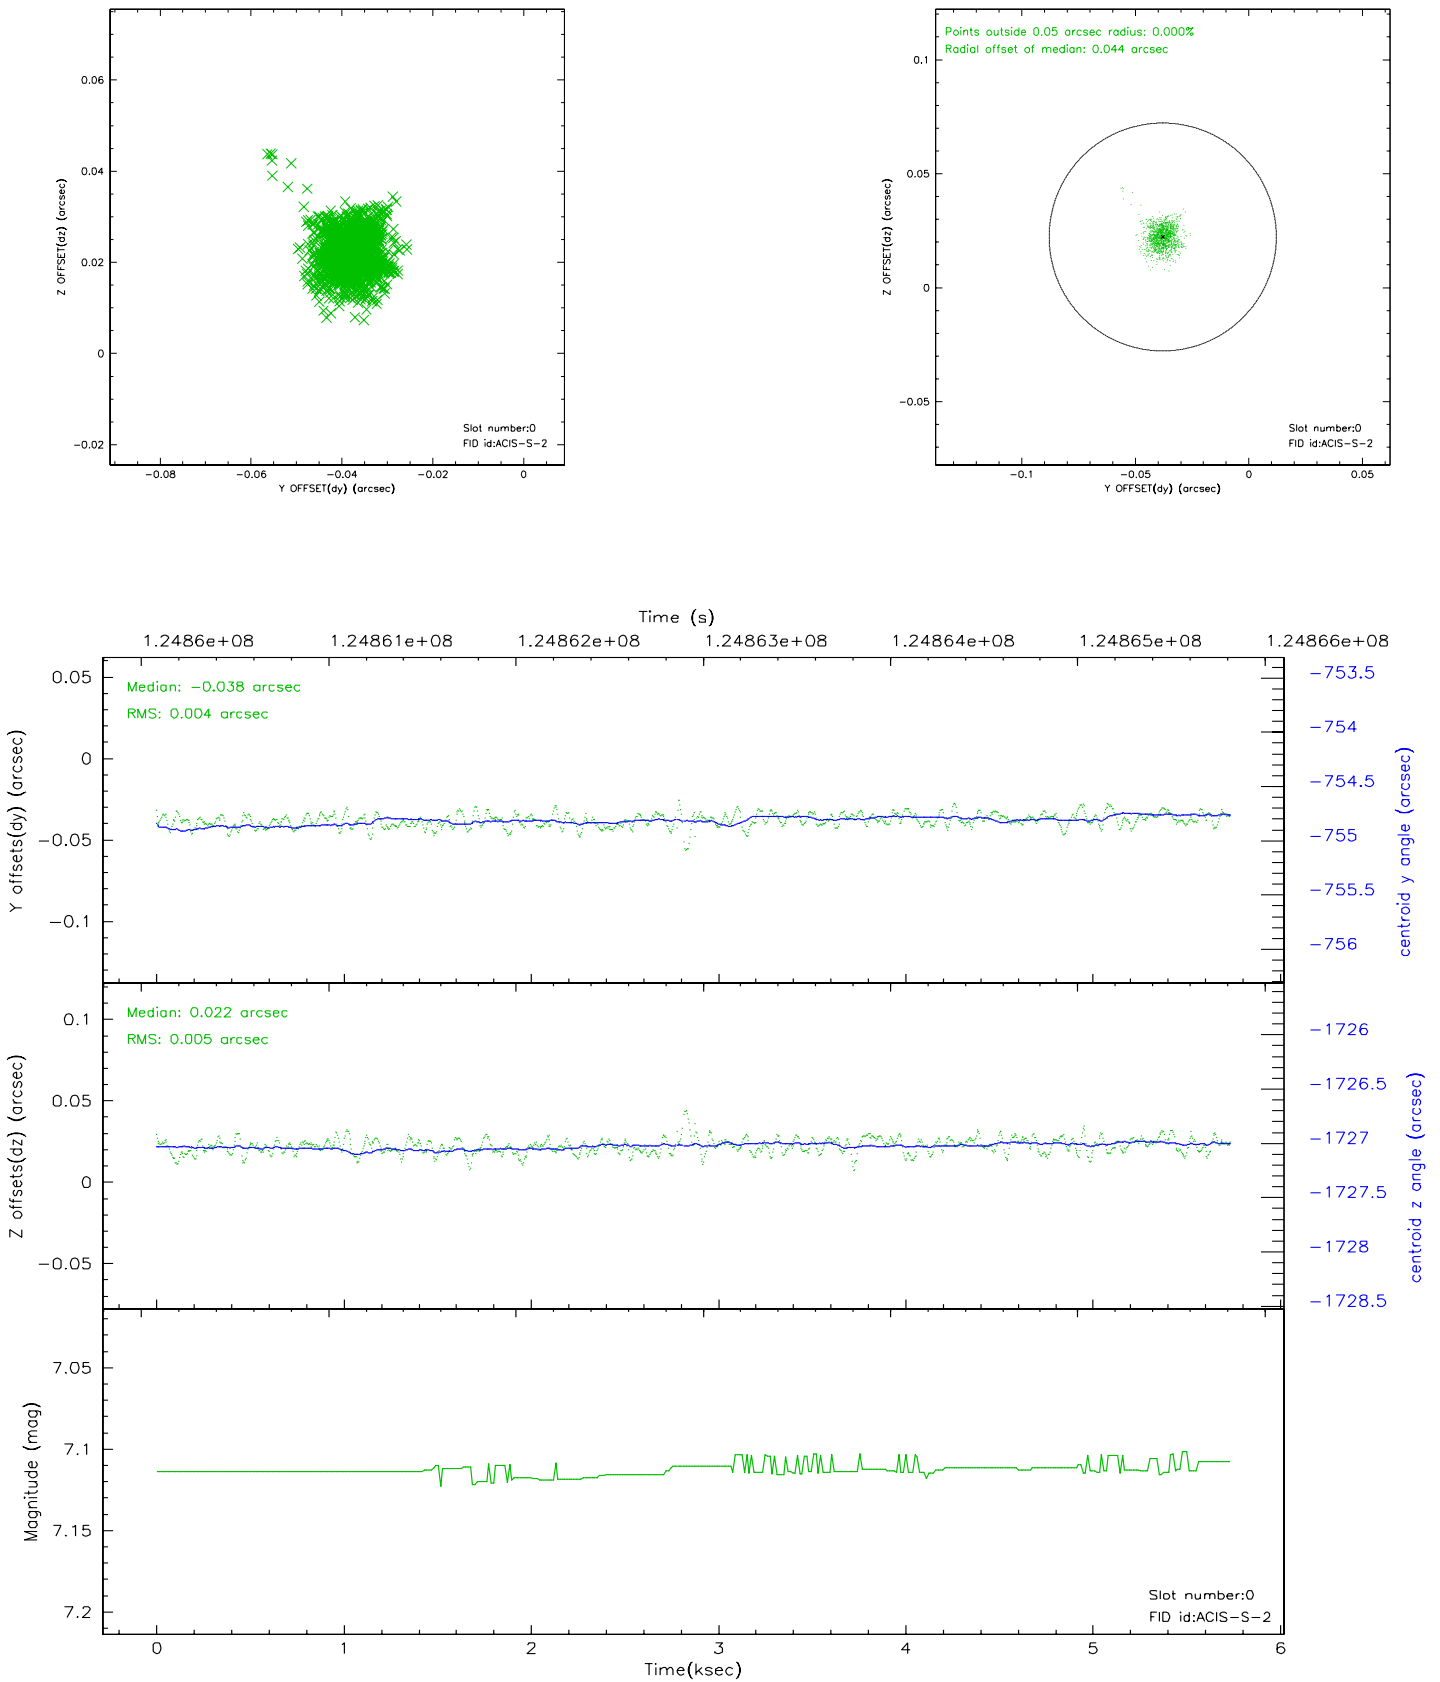 0.06
0.04
0.02
0
-0.02
Z OFFSET(dz) (arcsec)
Slot number:0
FID id:ACIS-S-2
-0.08
-0.06
-0.04
-0.02
0
Y OFFSET(dy) (arcsec)
Points outside 0.05 arcsec radius: 0.000%
Radial offset of median: 0.044 arcsec
0.1
0.05
0
-0.05
Z OFFSET(dz) (arcsec)
Slot number:0
FID id:ACIS-S-2
-0.1
-0.05
0
0.05
Y OFFSET(dy) (arcsec)
Time (s)
1.2486e+08
1.24861e+08
1.24862e+08
1.24863e+08
1.24864e+08
1.24865e+08
1.24866e+08
0.05
0
-0.05
-0.1
Y offsets(dy) (arcsec)
Median: -0.038 arcsec
RMS: 0.004 arcsec
-753.5
-754
-754.5
-755
-755.5
-756
centroid y angle (arcsec)
0.1
0.05
0
-0.05
Z offsets(dz) (arcsec)
Median: 0.022 arcsec
RMS: 0.005 arcsec
-1726
-1726.5
-1727
-1727.5
-1728
-1728.5
centroid z angle (arcsec)
7.05
7.1
7.15
7.2
Magnitude (mag)
Slot number:0
FID id:ACIS-S-2
0
1
2
3
4
5
6
Time(ksec)